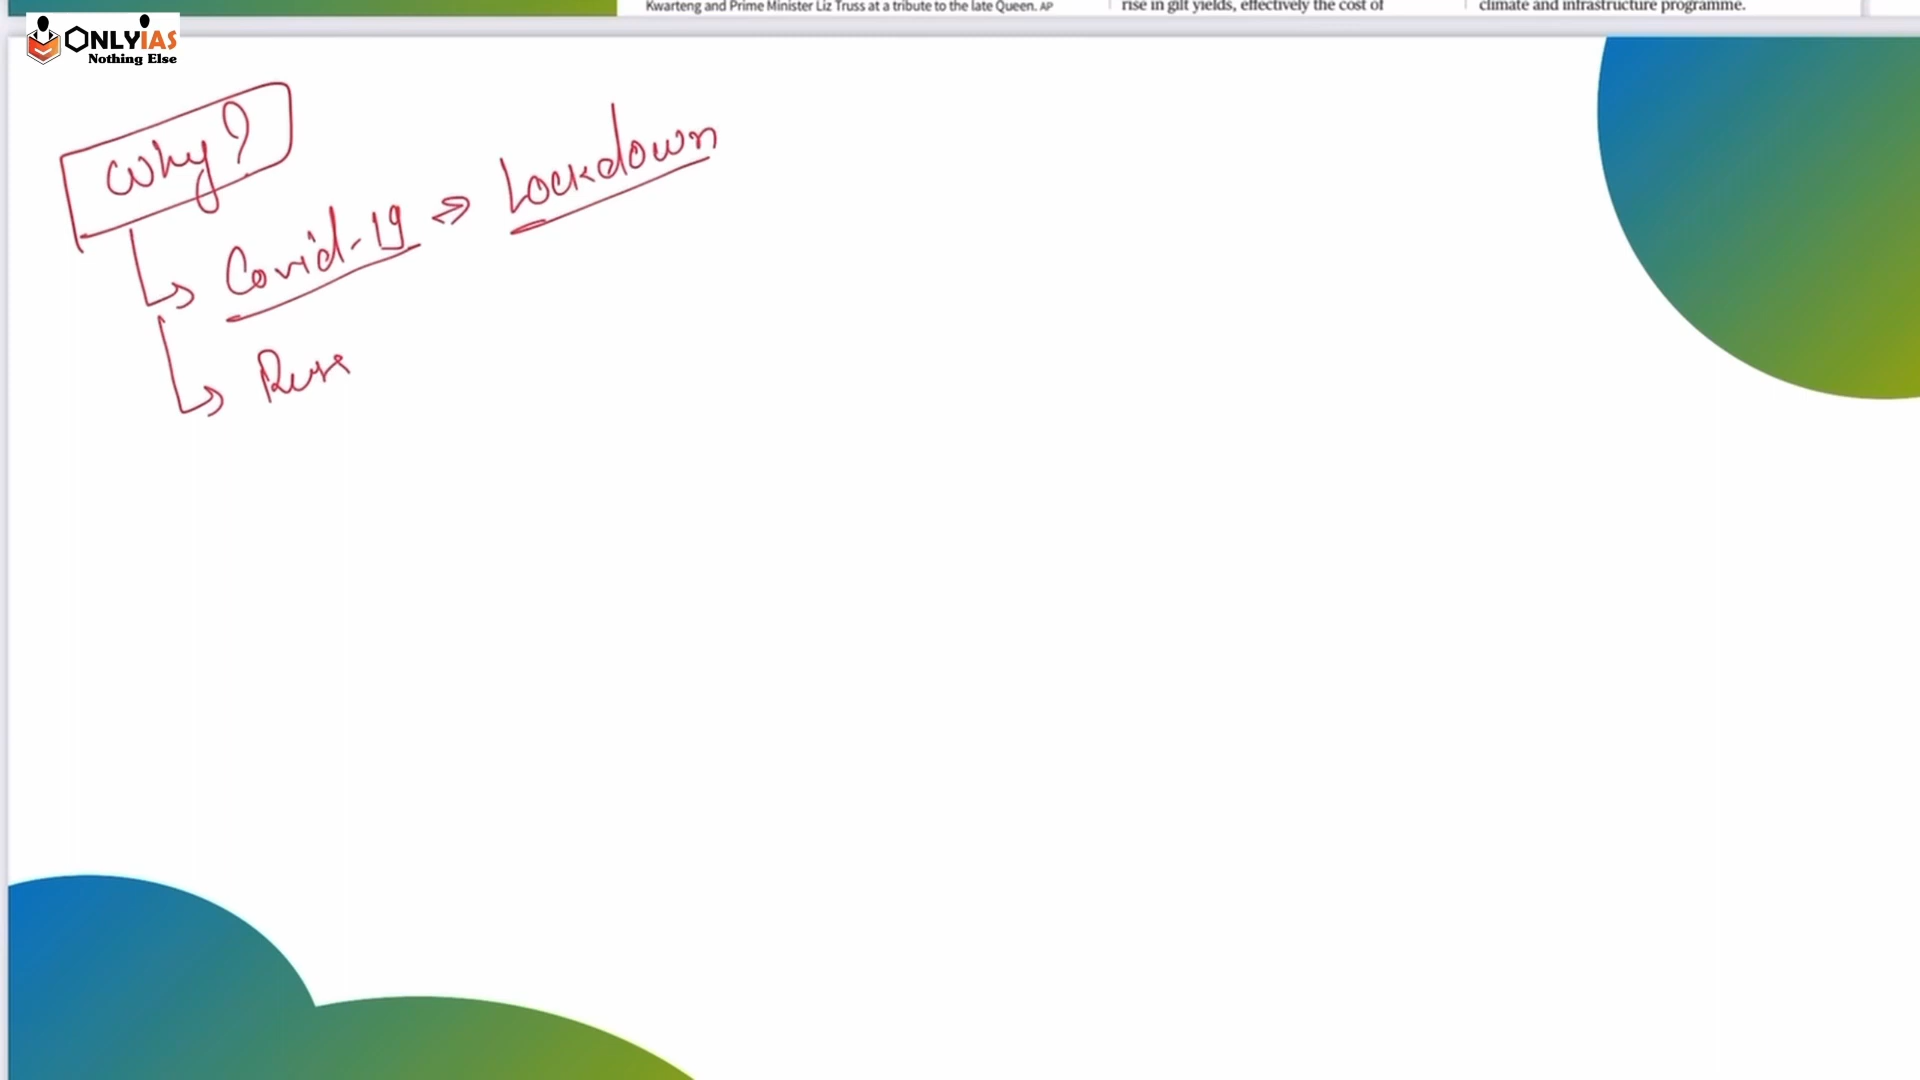 Kwarteng and Prime Minister Liz Truss at a tribute to the late Queen. AP
rise in gilt yields, effectively the cost of
climate and infrastructure programme.
ONLYIAS
Nothing Else
Why?
Covid-19 ⇒ Lockdown